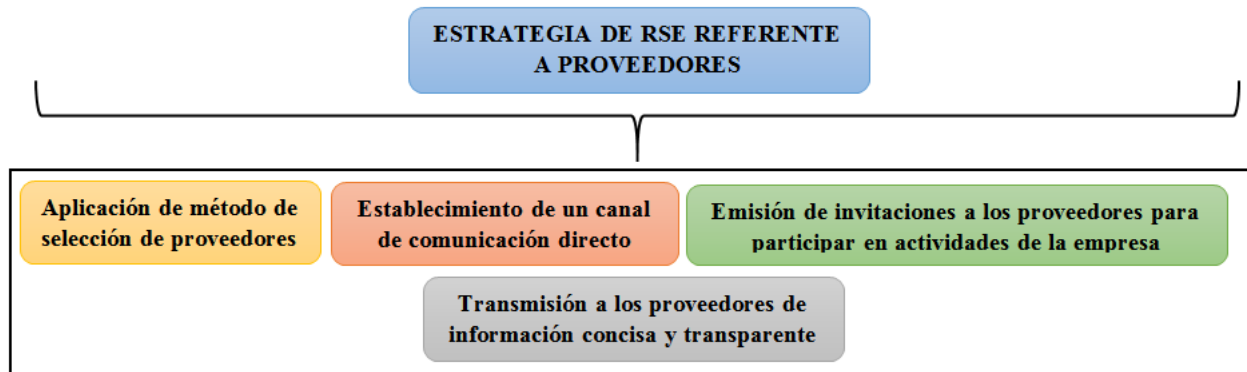 ESTRATEGIA DE RSE REFERENTE
A PROVEEDORES
Aplicación de método de
selección de proveedores
Establecimiento de un canal
de comunicación directo
Emisión de invitaciones a los proveedores para
participar en actividades de la empresa
Transmisión a los proveedores de
información concisa y transparente